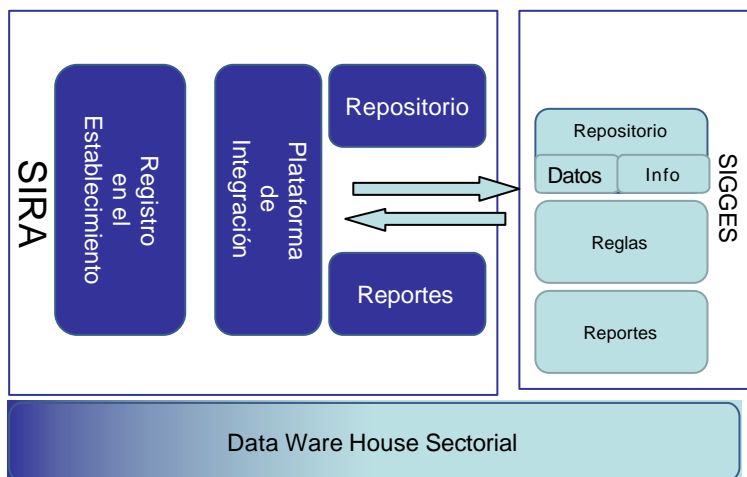 SIRA
Registro
en el
Establecimiento
Plataforma
de
Integración
Repositorio
Reportes
Repositorio
Datos
Info
Reglas
Reportes
SIGGES
Data Ware House Sectorial